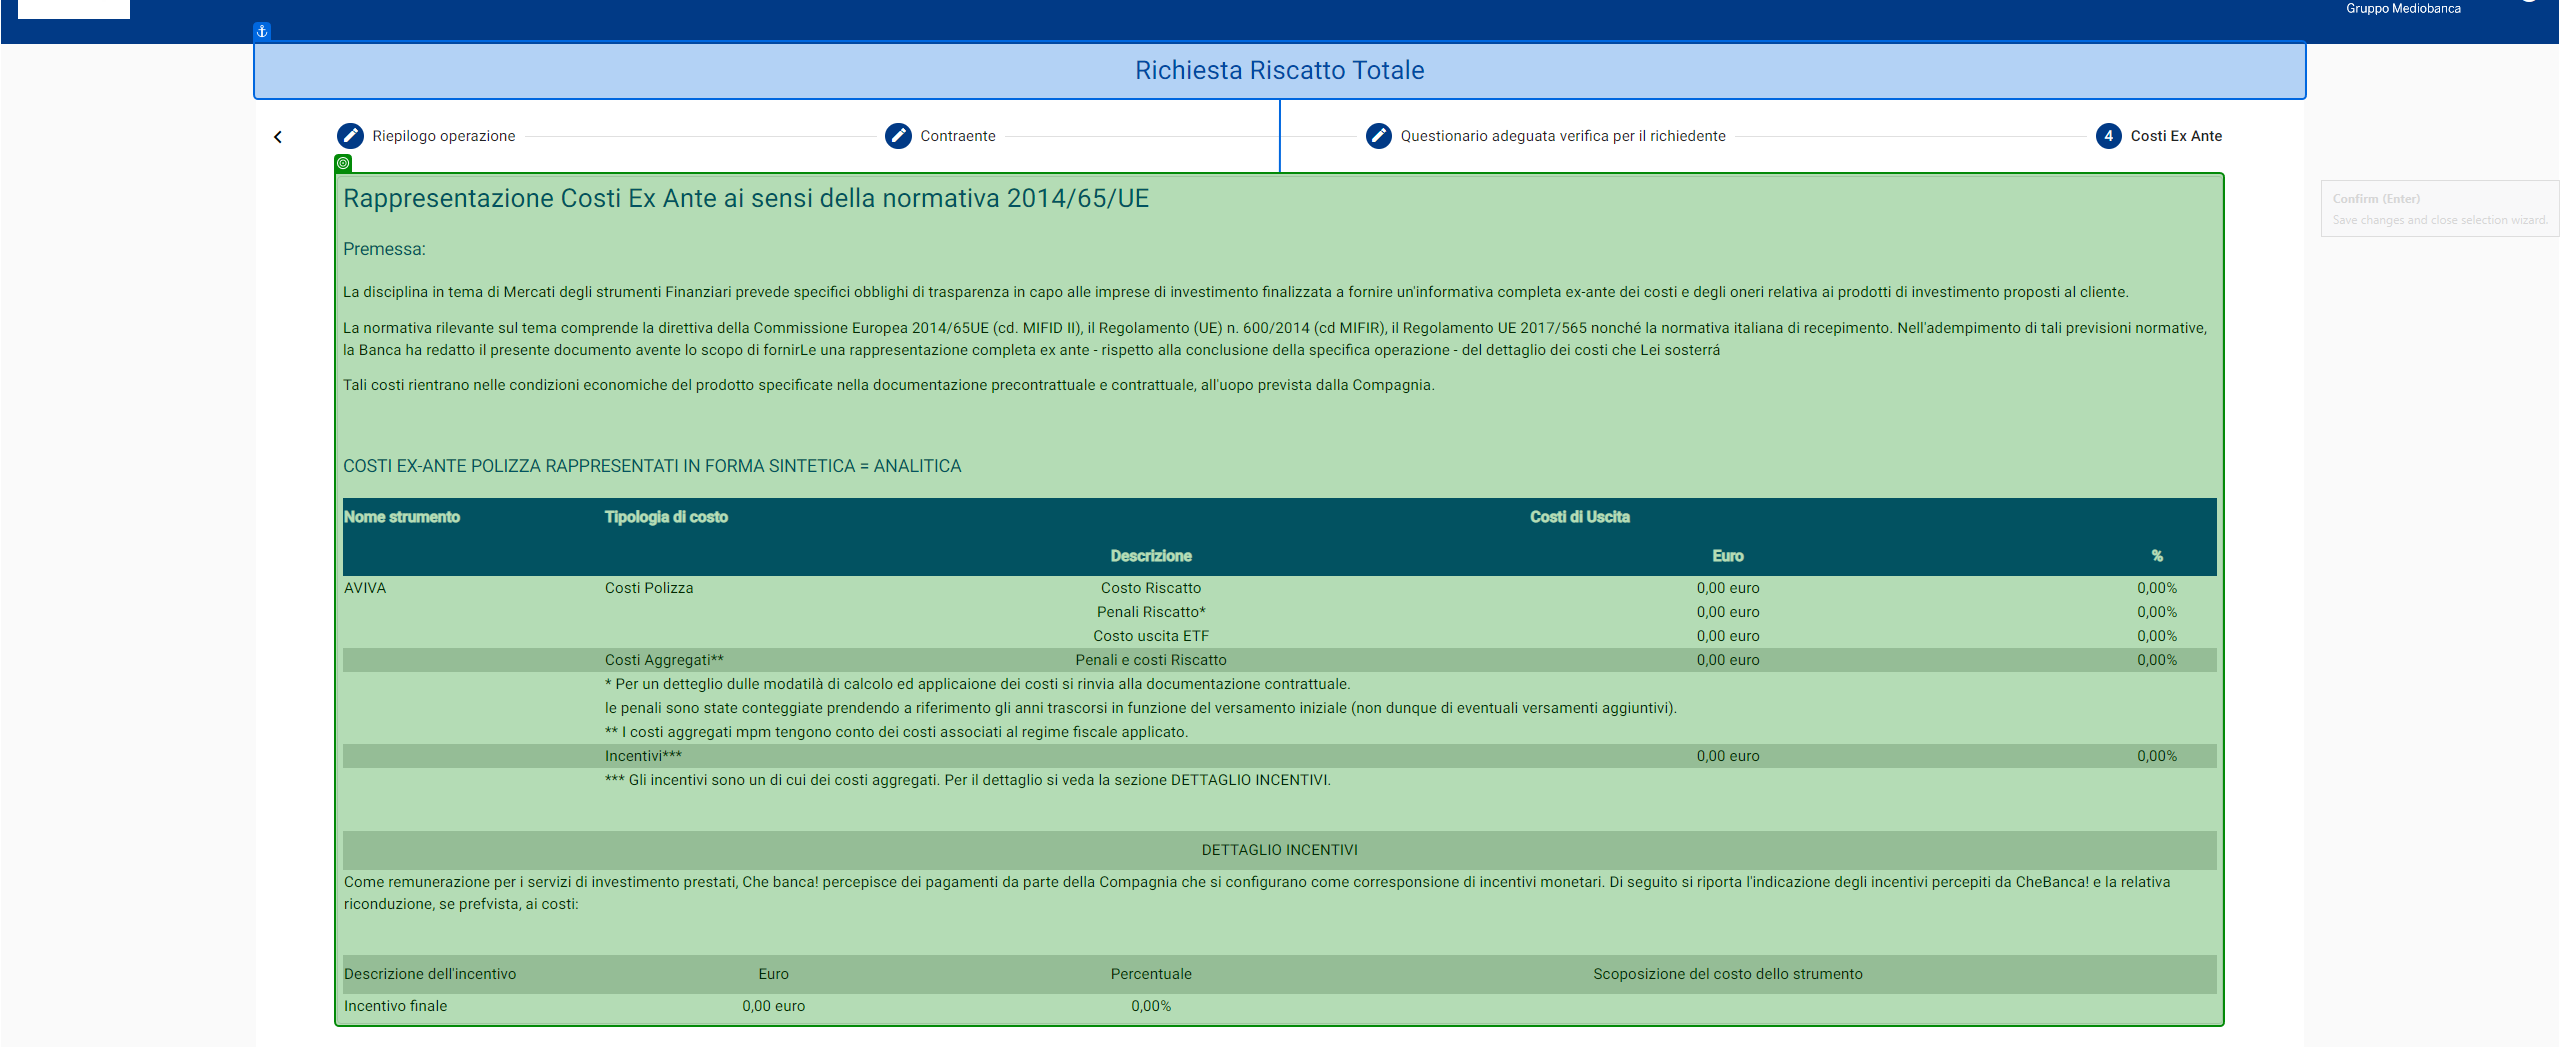 Gruppo Mediobanca
Richiesta Riscatto Totale
Riepilogo operazione
Contraente
Questionario adeguata verifica per il richiedente
4 Costi Ex Ante
Rappresentazione Costi Ex Ante ai sensi della normativa 2014/65/UE
Confirm (Enter)
Save changes and close selection wizard.
Premessa:
La disciplina in tema di Mercati degli strumenti Finanziari prevede specifici obblighi di trasparenza in capo alle imprese di investimento finalizzata a fornire un'informativa completa ex-ante dei costi e degli oneri relativa ai prodotti di investimento proposti al cliente.
La normativa rilevante sul tema comprende la direttiva della Commissione Europea 2014/65UE (cd. MIFID II), il Regolamento (UE) n. 600/2014 (cd MIFIR), il Regolamento UE 2017/565 nonché la normativa italiana di recepimento. Nell'adempimento di tali previsioni normative,
la Banca ha redatto il presente documento avente lo scopo di fornirLe una rappresentazione completa ex ante - rispetto alla conclusione della specifica operazione - del dettaglio dei costi che Lei sosterrá
Tali costi rientrano nelle condizioni economiche del prodotto specificate nella documentazione precontrattuale e contrattuale, all'uopo prevista dalla Compagnia.
COSTI EX-ANTE POLIZZA RAPPRESENTATI IN FORMA SINTETICA = ANALITICA
Nome strumento Tipologia di costo Costi di Uscita
Descrizione Euro %
AVIVA Costi Polizza Costo Riscatto 0,00 euro 0,00%
Penali Riscatto* 0,00 euro 0,00%
Costo uscita ETF 0,00 euro 0,00%
Costi Aggregati** Penali e costi Riscatto 0,00 euro 0,00%
* Per un detteglio dulle modatilà di calcolo ed applicaione dei costi si rinvia alla documentazione contrattuale.
le penali sono state conteggiate prendendo a riferimento gli anni trascorsi in funzione del versamento iniziale (non dunque di eventuali versamenti aggiuntivi).
** I costi aggregati mpm tengono conto dei costi associati al regime fiscale applicato.
Incentivi*** 0,00 euro 0,00%
*** Gli incentivi sono un di cui dei costi aggregati. Per il dettaglio si veda la sezione DETTAGLIO INCENTIVI.
DETTAGLIO INCENTIVI
Come remunerazione per i servizi di investimento prestati, Che banca! percepisce dei pagamenti da parte della Compagnia che si configurano come corresponsione di incentivi monetari. Di seguito si riporta l'indicazione degli incentivi percepiti da CheBanca! e la relativa
riconduzione, se prefvista, ai costi:
Descrizione dell'incentivo Euro Percentuale Scoposizione del costo dello strumento
Incentivo finale 0,00 euro 0,00%